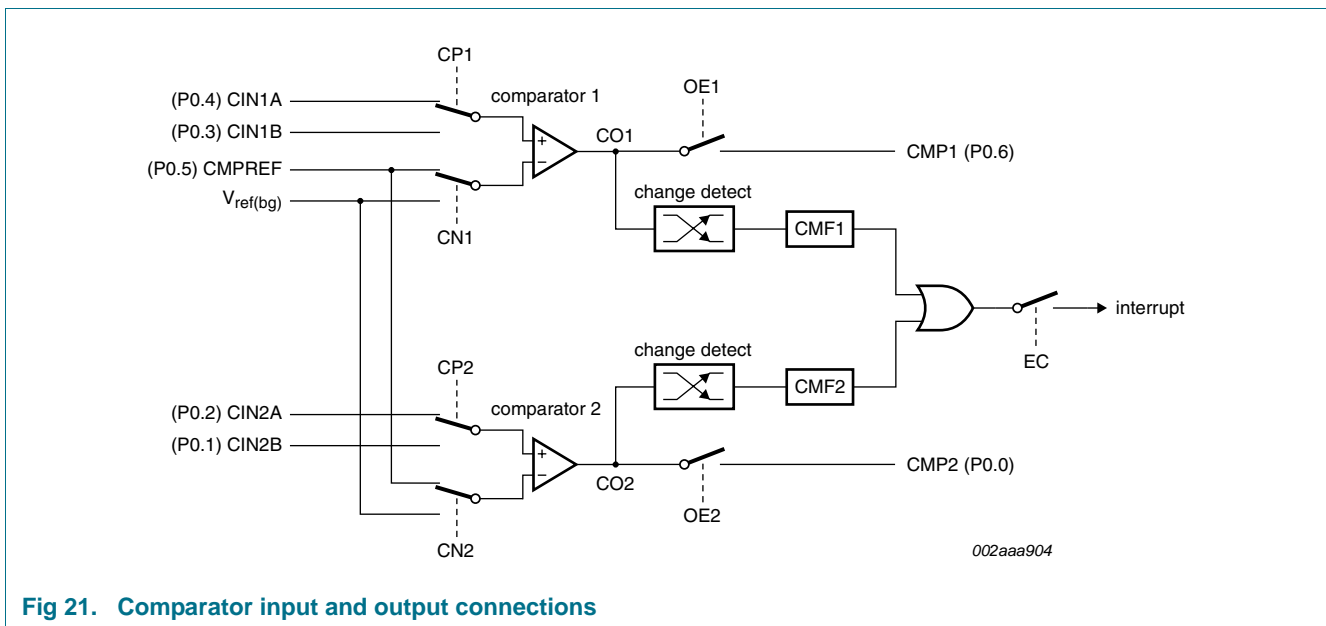 CP1
(P0.4) CIN1A
comparator 1
OE1
(P0.3) CIN1B
+
CO1
CMP1 (P0.6)
(P0.5) CMPREF
−
change detect
Vref(bg)
CN1
CMF1
interrupt
change detect
EC
CP2
CMF2
(P0.2) CIN2A
comparator 2
(P0.1) CIN2B
+
−
CMP2 (P0.0)
CO2
OE2
CN2
002aaa904
Fig 21. Comparator input and output connections